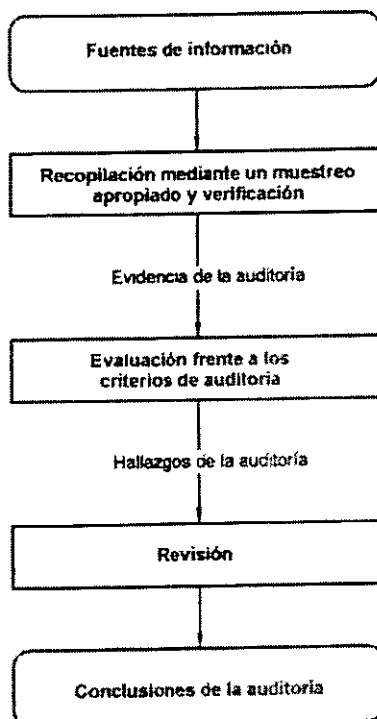 Fuentes de información
Recopilación mediante un muestreo
apropiado y verificación
Evidencia de la auditoria
Evaluación frente a los
criterios de auditoria
Hallazgos de la auditoría
Revisión
Conclusiones de la auditoria